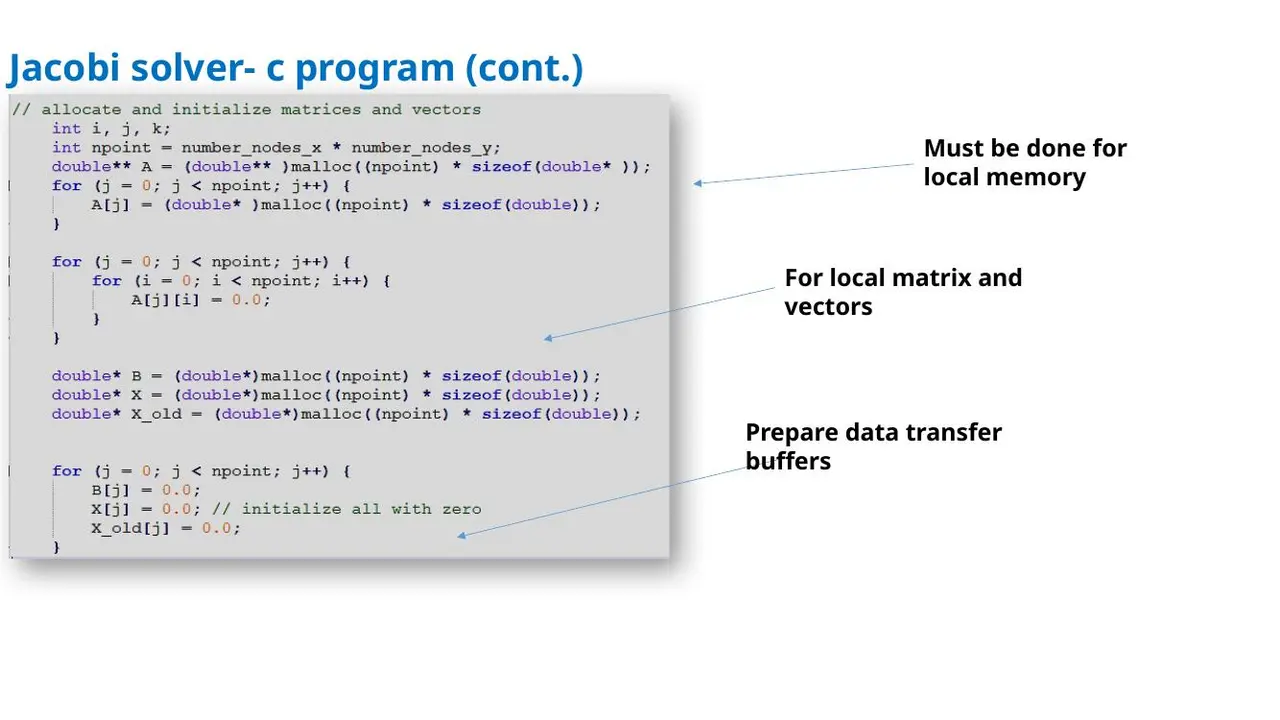 Jacobi solver- c program (cont.)
// allocate and initialize matrices and vectors
int i, j, k;
int npoint = number_nodes_x * number_nodes_y;
double** A = (double** )malloc((npoint) * sizeof(double* ));
for (j = 0; j < npoint; j++) {
A[j] = (double* )malloc((npoint) * sizeof(double));
}
for (j = 0; j < npoint; j++) {
for (i = 0; i < npoint; i++) {
A[j][i] = 0.0;
}
}
double* B = (double*)malloc((npoint) * sizeof(double));
double* X = (double*)malloc((npoint) * sizeof(double));
double* X_old = (double*)malloc((npoint) * sizeof(double));
for (j = 0; j < npoint; j++) {
B[j] = 0.0;
X[j] = 0.0; // initialize all with zero
X_old[j] = 0.0;
}
Must be done for
local memory
For local matrix and
vectors
Prepare data transfer
buffers